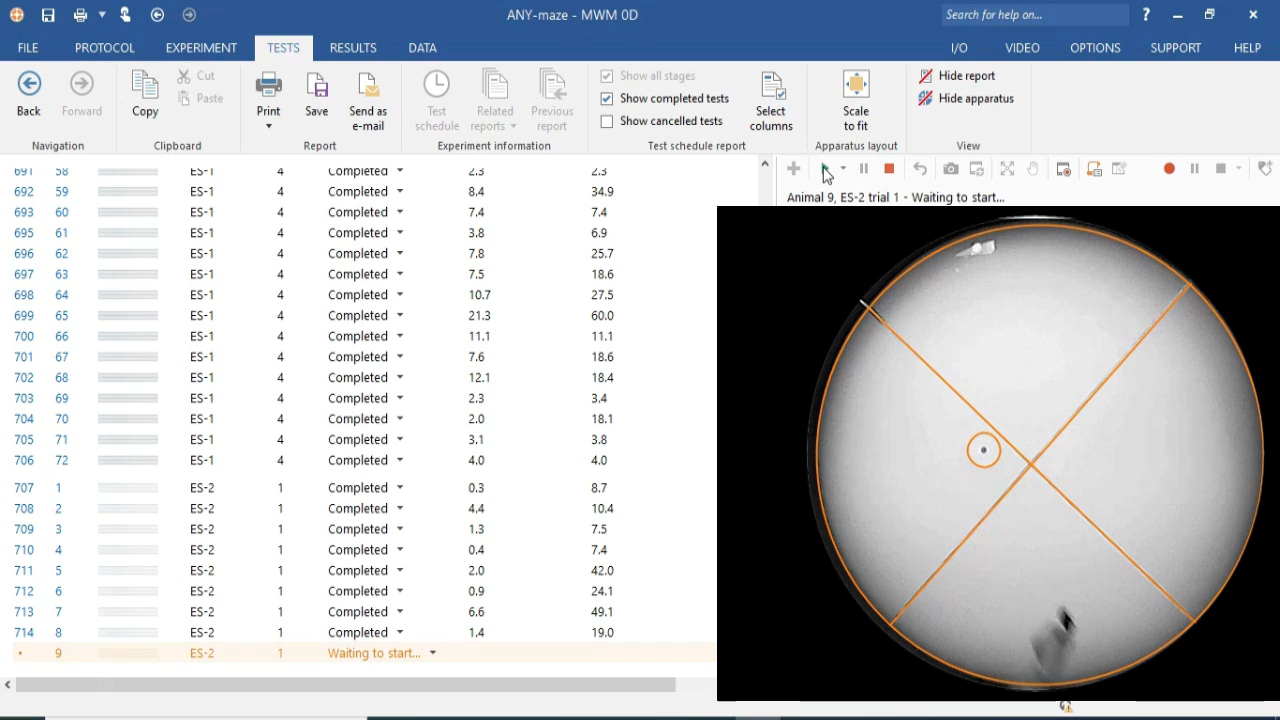 ANY-maze - MWM 0D
Search for help on...
?
FILE PROTOCOL EXPERIMENT TESTS RESULTS DATA I/O VIDEO OPTIONS SUPPORT HELP
Back
Forward
Navigation
Copy
Cut
Paste
Clipboard
Print
Save
Send as e-mail
Report
Test schedule
Related reports
Previous report
Experiment information
Show all stages
Show completed tests
Show cancelled tests
Select columns
Test schedule report
Scale to fit
Apparatus layout
Hide report
Hide apparatus
View
Animal 9, ES-2 trial 1 - Waiting to start...
691 58 ES-1 4 Completed 2.3 2.3
692 59 ES-1 4 Completed 8.4 34.9
693 60 ES-1 4 Completed 7.4 7.4
695 61 ES-1 4 Completed 3.8 6.9
696 62 ES-1 4 Completed 7.8 25.7
697 63 ES-1 4 Completed 7.5 18.6
698 64 ES-1 4 Completed 10.7 27.5
699 65 ES-1 4 Completed 21.3 60.0
700 66 ES-1 4 Completed 11.1 11.1
701 67 ES-1 4 Completed 7.6 18.6
702 68 ES-1 4 Completed 12.1 18.4
703 69 ES-1 4 Completed 2.3 3.4
704 70 ES-1 4 Completed 2.0 18.1
705 71 ES-1 4 Completed 3.1 3.8
706 72 ES-1 4 Completed 4.0 4.0
707 1 ES-2 1 Completed 0.3 8.7
708 2 ES-2 1 Completed 4.4 10.4
709 3 ES-2 1 Completed 1.3 7.5
710 4 ES-2 1 Completed 0.4 7.4
711 5 ES-2 1 Completed 2.0 42.0
712 6 ES-2 1 Completed 0.9 24.1
713 7 ES-2 1 Completed 6.6 49.1
714 8 ES-2 1 Completed 1.4 19.0
9 ES-2 1 Waiting to start...